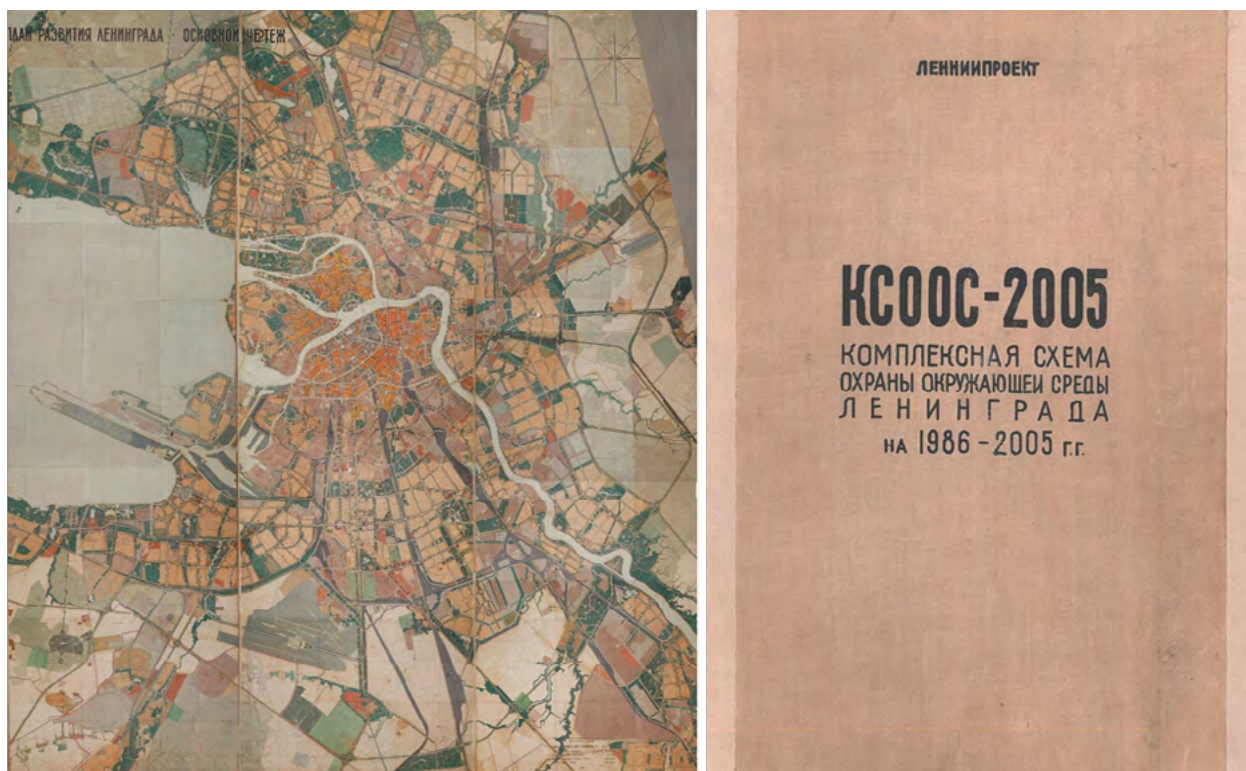 ПЛАН РАЗВИТИЯ ЛЕНИНГРАДА · ОСНОВНОЙ ЧЕРТЕЖ
ЛЕННИИПРОЕКТ
КСООС-2005
КОМПЛЕКСНАЯ СХЕМА
ОХРАНЫ ОКРУЖАЮЩЕЙ СРЕДЫ
ЛЕНИНГРАДА
НА 1986-2005 Г.Г.